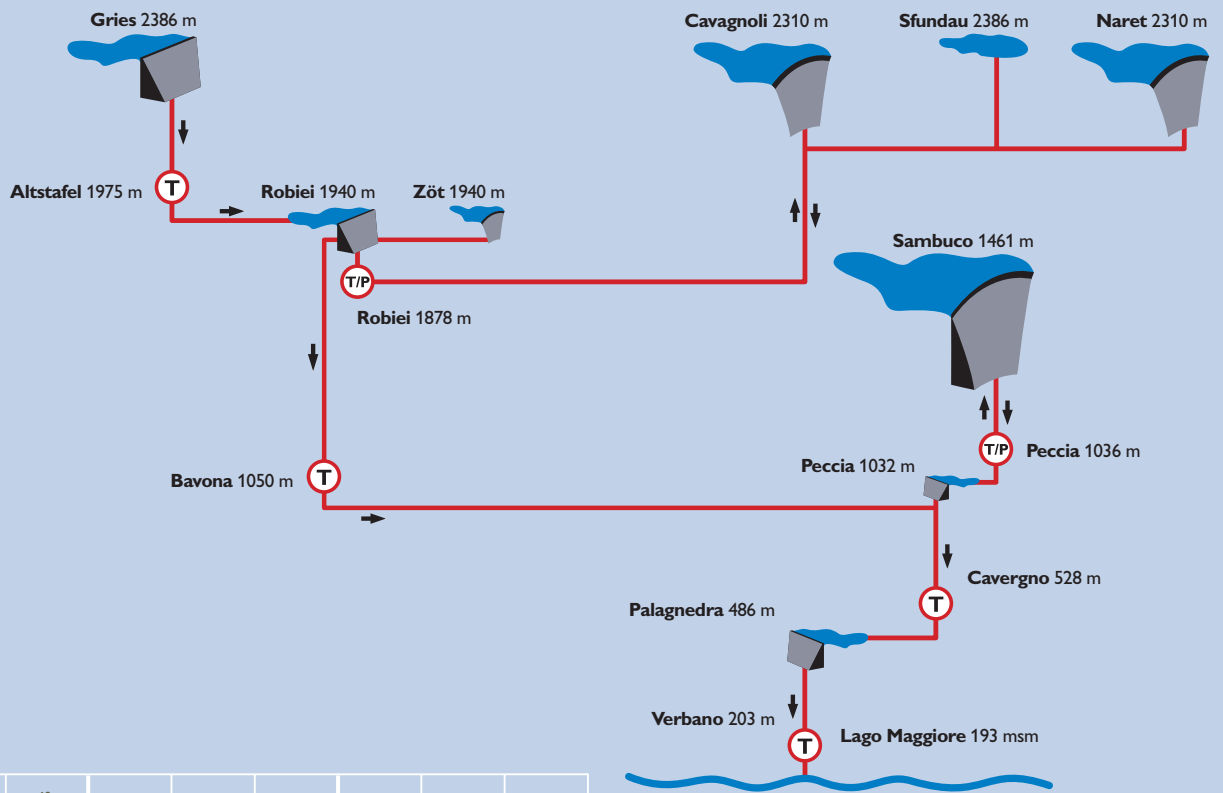 Gries 2386 m
Cavagnoli 2310 m
Sfundau 2386 m
Naret 2310 m
Altstafel 1975 m
T
Robiei 1940 m
Zöt 1940 m
Sambuco 1461 m
T/P
Robiei 1878 m
T/P
Peccia 1036 m
Peccia 1032 m
Bavona 1050 m
T
Cavergno 528 m
T
Palagnedra 486 m
Verbano 203 m
T
Lago Maggiore 193 msm